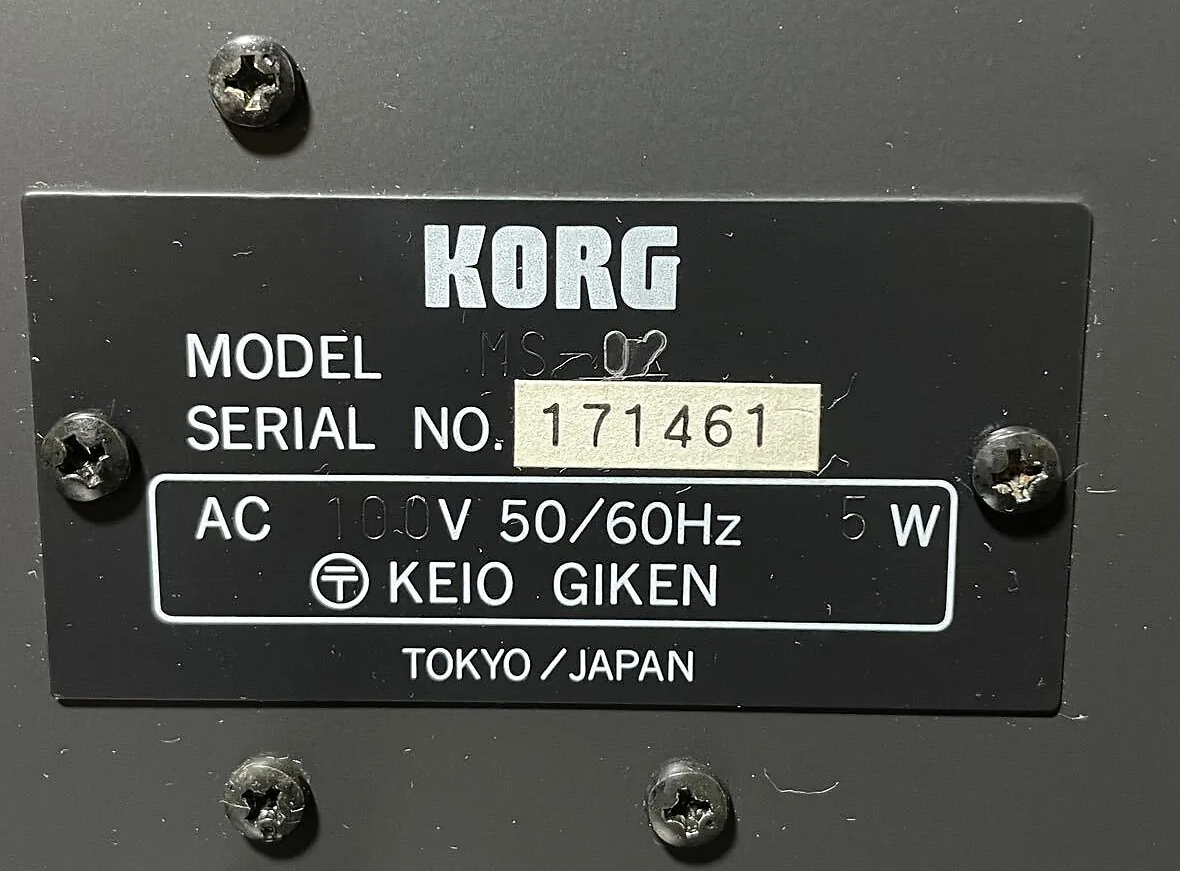 KORG
MODEL MS-02
SERIAL NO. 171461
AC 100V 50/60Hz 5 W
〒 KEIO GIKEN
TOKYO/JAPAN